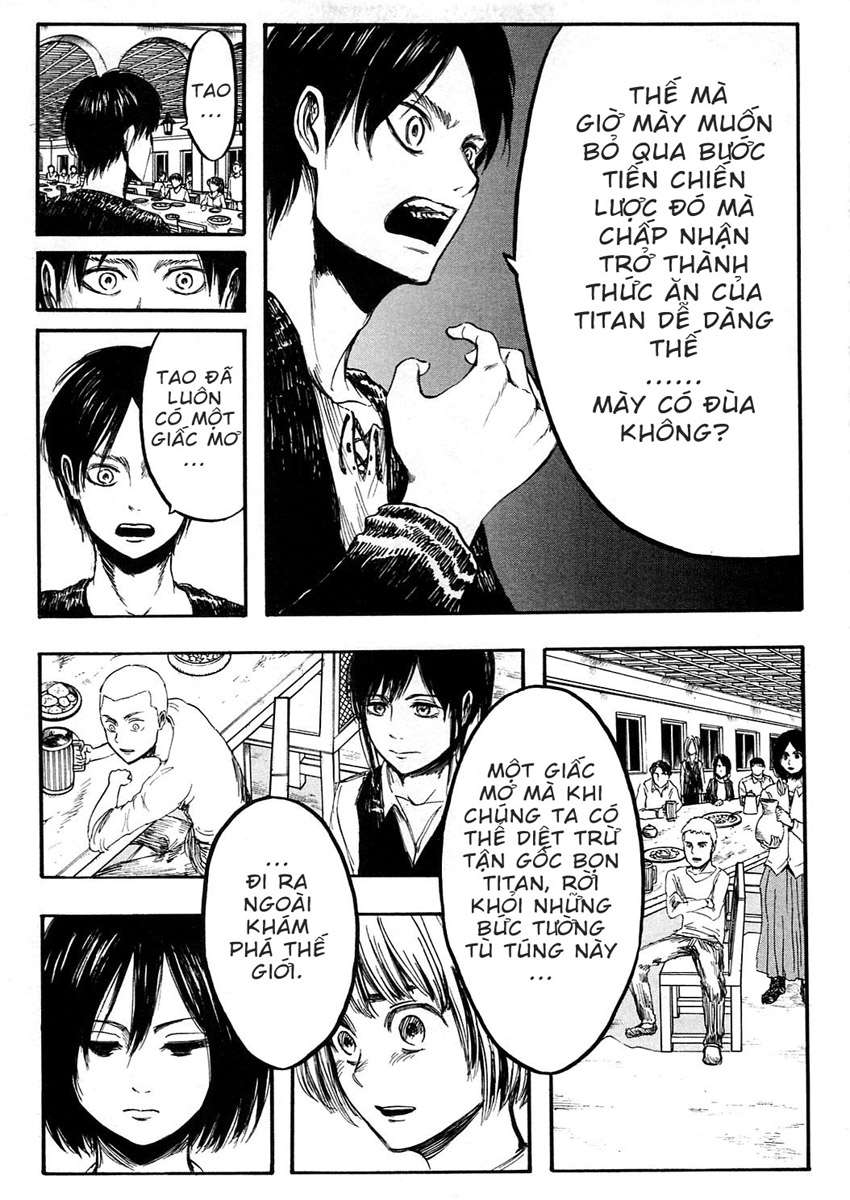 THẾ MÀ
GIỜ MÀY MUỐN
BỎ QUA BƯỚC
TIẾN CHIẾN
LƯỢC ĐÓ MÀ
CHẤP NHẬN
TRỞ THÀNH
THỨC ĂN CỦA
TITAN DỄ DÀNG
THẾ
......
MÀY CÓ ĐÙA
KHÔNG?
TAO
...
TAO ĐÃ
LUÔN
CÓ MỘT
GIẤC MƠ
...
MỘT GIẤC
MƠ MÀ KHI
CHÚNG TA CÓ
THỂ DIỆT TRỪ
TẬN GỐC BỌN
TITAN, RỜI
KHỎI NHỮNG
BỨC TƯỜNG
TÙ TÚNG NÀY
...
...
ĐI RA
NGOÀI
KHÁM
PHÁ THẾ
GIỚI.